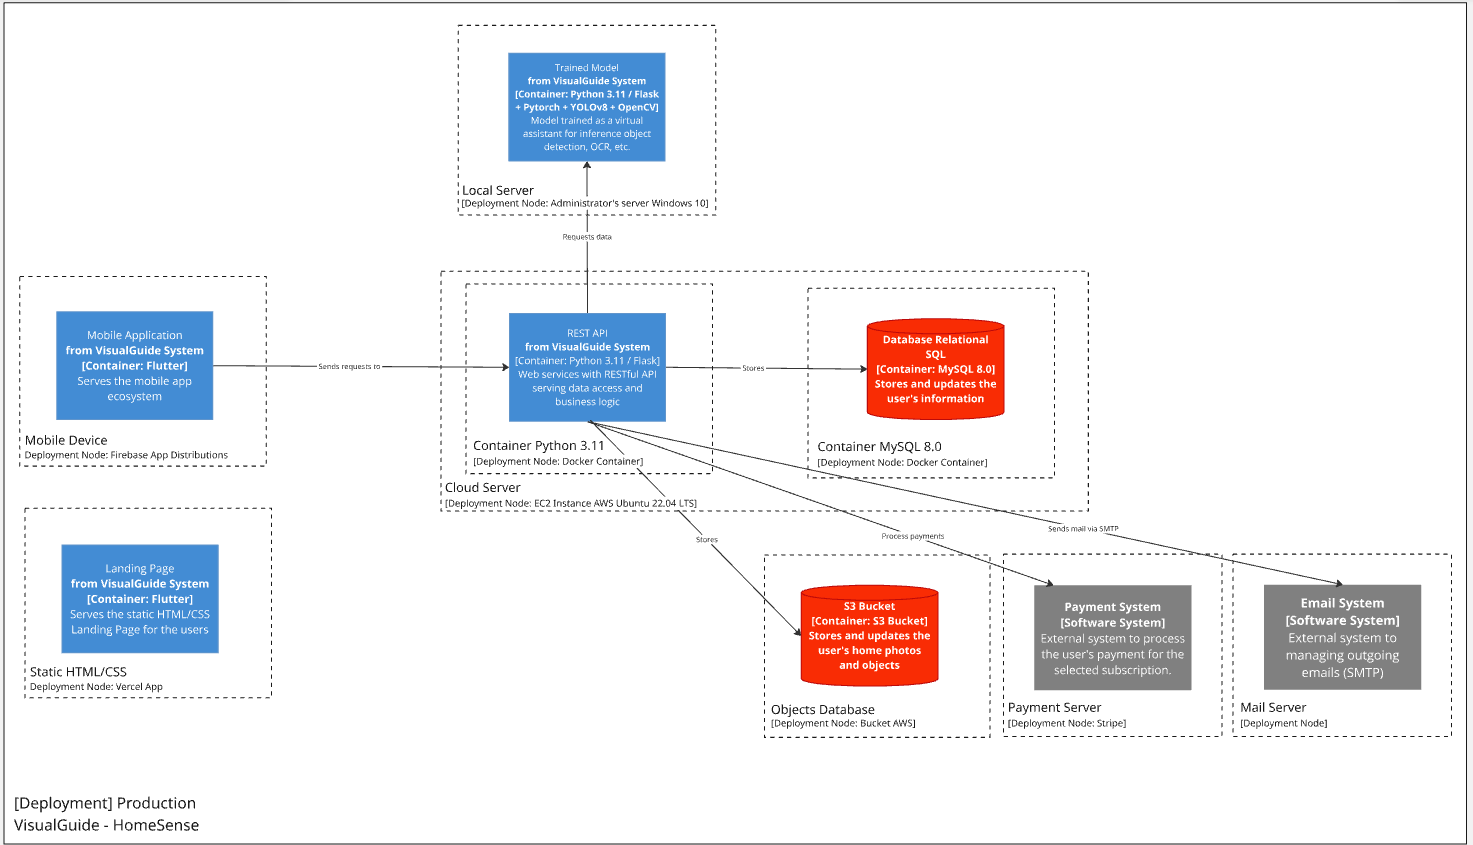 Trained Model
from VisualGuide System
[Container: Python 3.11 / Flask
+ Pytorch + YOLOv8 + OpenCV]
Model trained as a virtual
assistant for inference object
detection, OCR, etc.
Local Server
[Deployment Node: Administrator's server Windows 10]
Requests data
Mobile Application
from VisualGuide System
[Container: Flutter]
Serves the mobile app
ecosystem
Mobile Device
Deployment Node: Firebase App Distributions
Sends requests to
REST API
from VisualGuide System
[Container: Python 3.11 / Flask]
Web services with RESTful API
serving data access and
business logic
Container Python 3.11
[Deployment Node: Docker Container]
Stores
Database Relational
SQL
[Container: MySQL 8.0]
Stores and updates the
user's information
Container MySQL 8.0
[Deployment Node: Docker Container]
Cloud Server
[Deployment Node: EC2 Instance AWS Ubuntu 22.04 LTS]
Stores
Process payments
Sends mail via SMTP
Landing Page
from VisualGuide System
[Container: Flutter]
Serves the static HTML/CSS
Landing Page for the users
Static HTML/CSS
Deployment Node: Vercel App
S3 Bucket
[Container: S3 Bucket]
Stores and updates the
user's home photos
and objects
Objects Database
[Deployment Node: Bucket AWS]
Payment System
[Software System]
External system to process
the user's payment for the
selected subscription.
Payment Server
[Deployment Node: Stripe]
Email System
[Software System]
External system to
managing outgoing
emails (SMTP)
Mail Server
[Deployment Node]
[Deployment] Production
VisualGuide - HomeSense